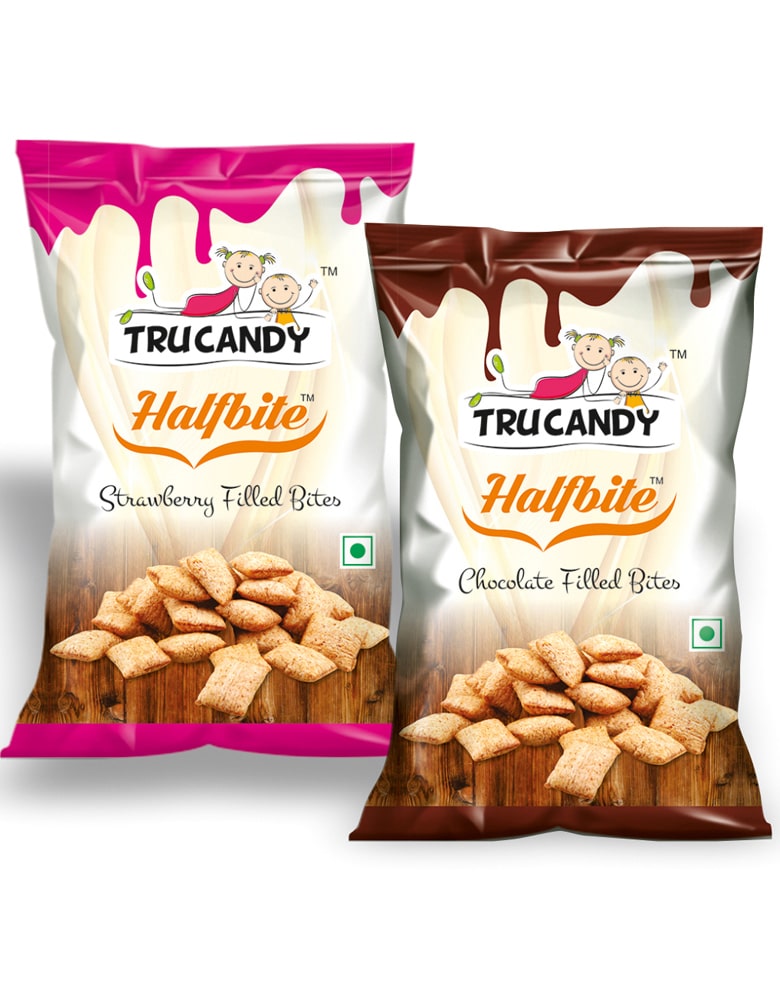 TRUCANDY
TM
Halfbite
TM
Strawberry Filled Bites
TRUCANDY
TM
Halfbite
TM
Chocolate Filled Bites